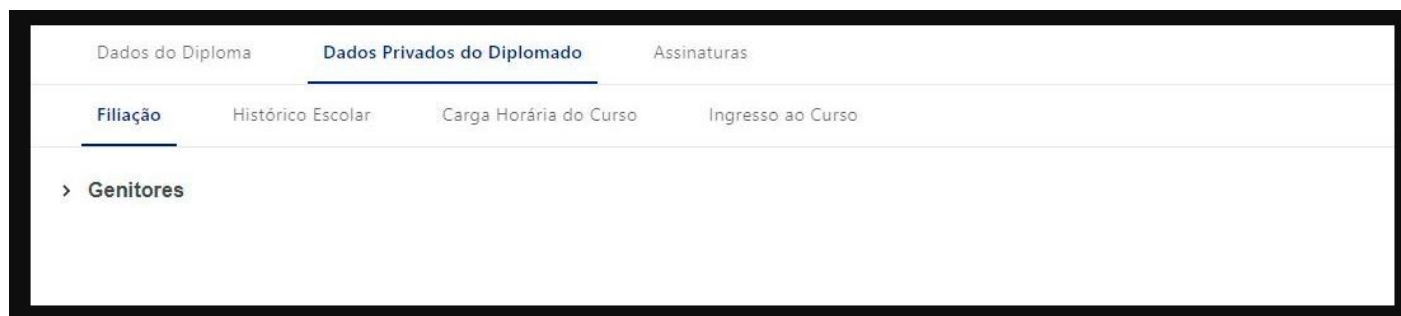 Dados do Diploma Dados Privados do Diplomado Assinaturas
Filiação Histórico Escolar Carga Horária do Curso Ingresso ao Curso
> Genitores